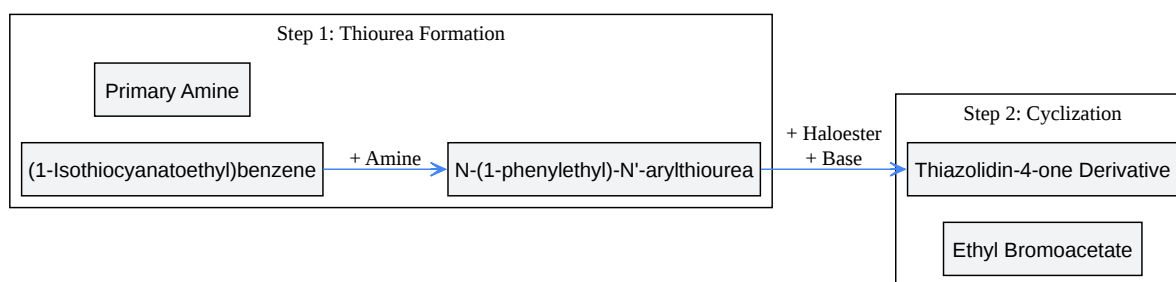 Step 1: Thiourea Formation
Primary Amine
(1-Isothiocyanatoethyl)benzene
+ Amine
N-(1-phenylethyl)-N'-arylthiourea
+ Haloester
+ Base
Step 2: Cyclization
Thiazolidin-4-one Derivative
Ethyl Bromoacetate